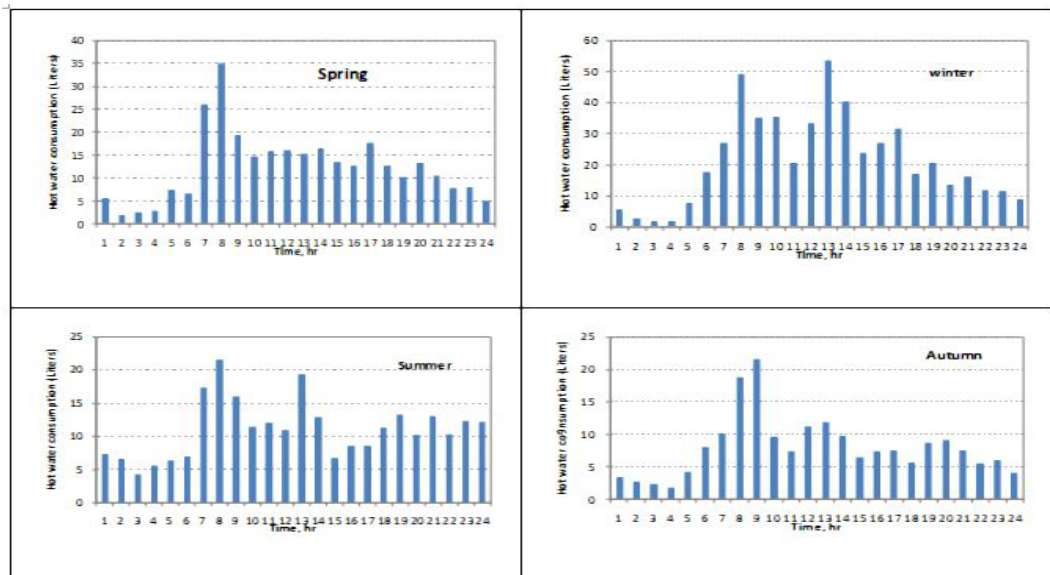 Hot water consumption (Liters)
40
35
30
25
20
15
10
5
0
Spring
1 2 3 4 5 6 7 8 9 10 11 12 13 14 15 16 17 18 19 20 21 22 23 24
Time, hr
Hot water consumption (Liters)
60
50
40
30
20
10
0
winter
1 2 3 4 5 6 7 8 9 10 11 12 13 14 15 16 17 18 19 20 21 22 23 24
Time, hr
Hot water consumption (Liters)
25
20
15
10
5
0
Summer
1 2 3 4 5 6 7 8 9 10 11 12 13 14 15 16 17 18 19 20 21 22 23 24
Time, hr
Hot water co9nsumption (Liters)
25
20
15
10
5
0
Autumn
1 2 3 4 5 6 7 8 9 10 11 12 13 14 15 16 17 18 19 20 21 22 23 24
Time, hr